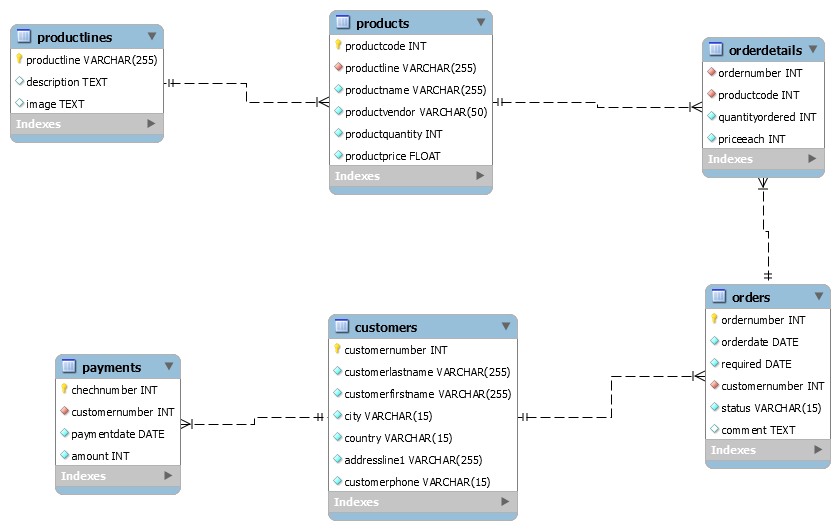 productlines
productline VARCHAR(255)
description TEXT
image TEXT
Indexes
products
productcode INT
productline VARCHAR(255)
productname VARCHAR(255)
productvendor VARCHAR(50)
productquantity INT
productprice FLOAT
Indexes
orderdetails
ordernumber INT
productcode INT
quantityordered INT
priceeach INT
Indexes
payments
chechnumber INT
customernumber INT
paymentdate DATE
amount INT
Indexes
customers
customernumber INT
customerlastname VARCHAR(255)
customerfirstname VARCHAR(255)
city VARCHAR(15)
country VARCHAR(15)
addressline1 VARCHAR(255)
customerphone VARCHAR(15)
Indexes
orders
ordernumber INT
orderdate DATE
required DATE
customernumber INT
status VARCHAR(15)
comment TEXT
Indexes